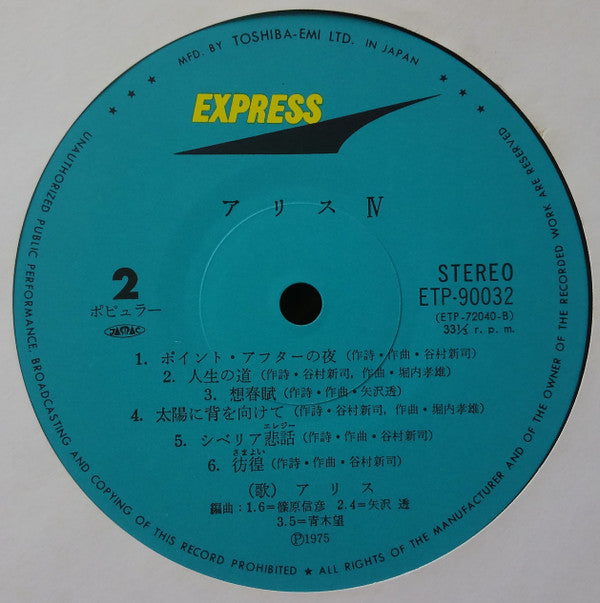 MFD. BY TOSHIBA-EMI LTD. IN JAPAN
EXPRESS
アリス Ⅳ
2
ポピュラー
JASRAC
STEREO
ETP-90032
(ETP-72040-B)
33⅓ r. p. m.
1. ポイント・アフターの夜 (作詩・作曲・谷村新司)
2. 人生の道 (作詩・谷村新司, 作曲・堀内孝雄)
3. 想春賦 (作詩・作曲・矢沢透)
4. 太陽に背を向けて (作詩・谷村新司, 作曲・堀内孝雄)
エレジー
5. シベリア悲話 (作詩・作曲・谷村新司)
さまよい
6. 彷徨 (作詩・作曲・谷村新司)
(歌) アリス
編曲:1.6=篠原信彦 2.4=矢沢 透
3.5=青木望
Ⓟ1975
UNAUTHORIZED PUBLIC PERFORMANCE, BROADCASTING AND COPYING OF THIS RECORD PROHIBITED ★ ALL RIGHTS OF THE MANUFACTURER AND OF THE OWNER OF THE RECORDED WORK ARE RESERVED